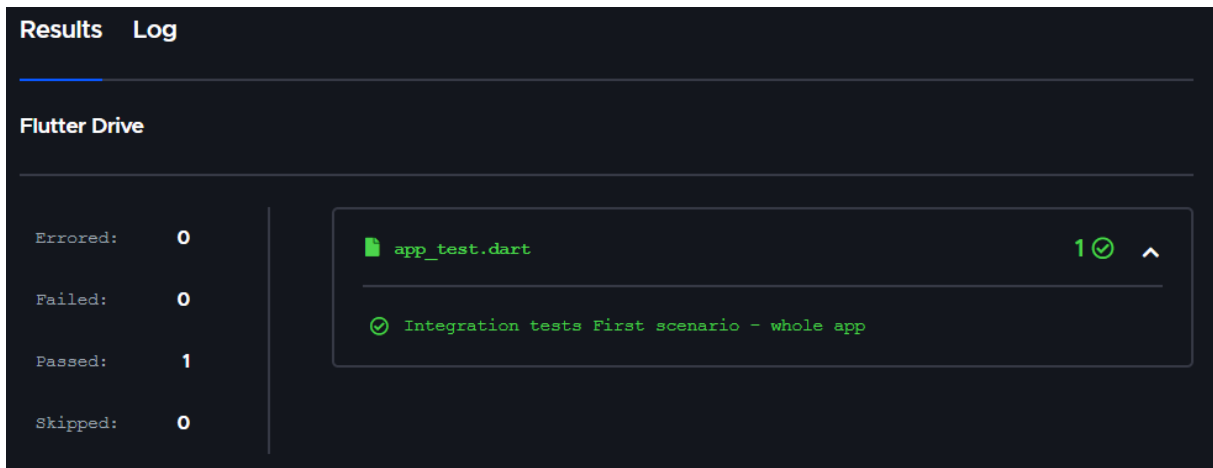 Results Log
Flutter Drive
Errored: 0
Failed: 0
Passed: 1
Skipped: 0
app_test.dart 1
Integration tests First scenario - whole app